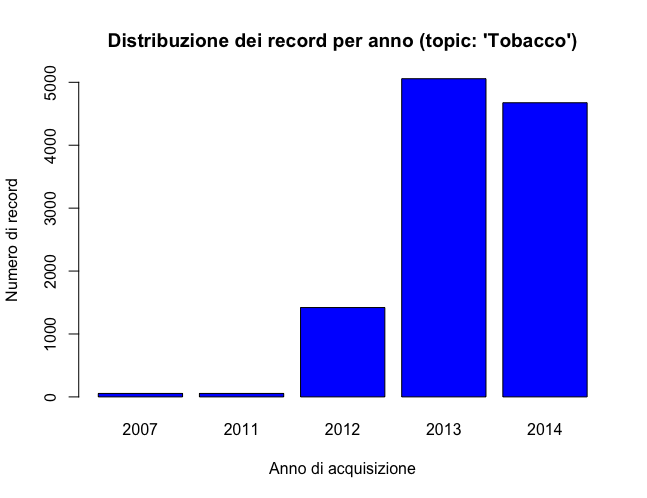 Distribuzione dei record per anno (topic: 'Tobacco')
Numero di record
5000
4000
3000
2000
1000
0
2007 2011 2012 2013 2014
Anno di acquisizione